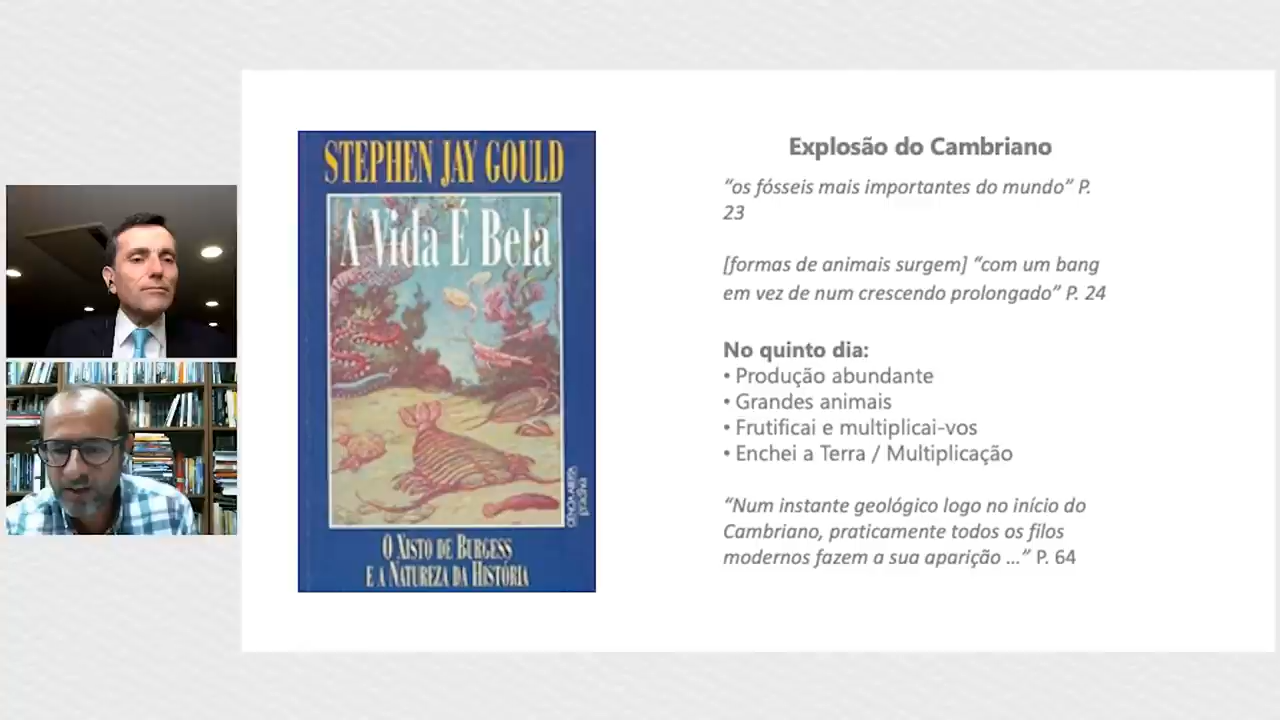 STEPHEN JAY GOULD
A Vida É Bela
CIÊNCIA ABERTA
gradiva
O XISTO DE BURGESS
E A NATUREZA DA HISTÓRIA
Explosão do Cambriano
“os fósseis mais importantes do mundo” P.
23
[formas de animais surgem] “com um bang
em vez de num crescendo prolongado” P. 24
No quinto dia:
• Produção abundante
• Grandes animais
• Frutificai e multiplicai-vos
• Enchei a Terra / Multiplicação
“Num instante geológico logo no início do
Cambriano, praticamente todos os filos
modernos fazem a sua aparição ...” P. 64